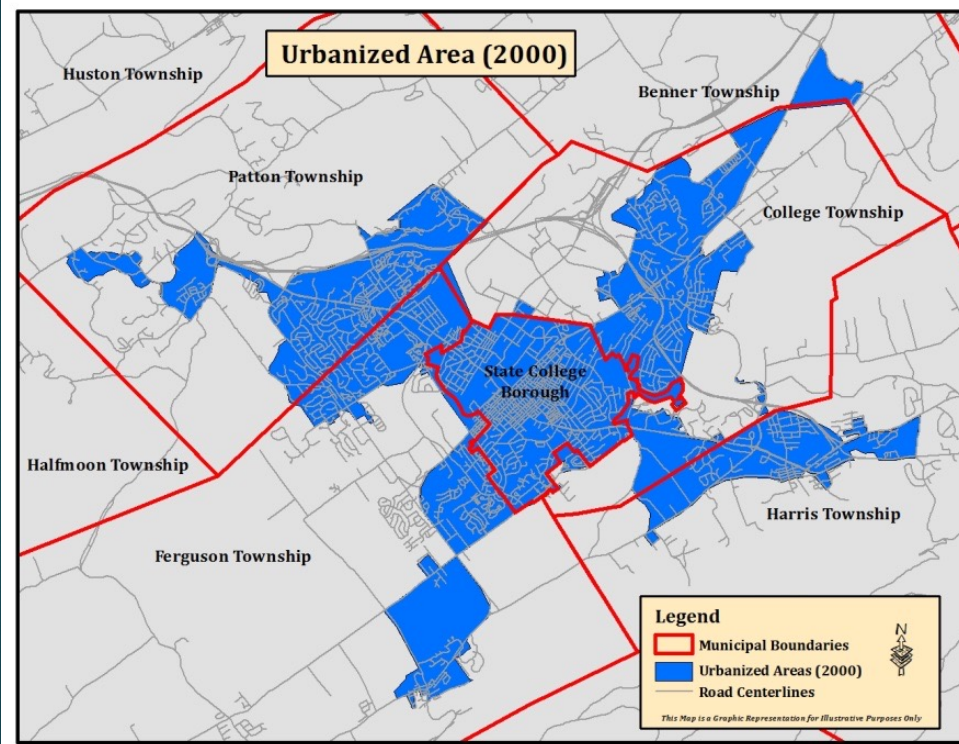 Urbanized Area (2000)
Huston Township
Benner Township
Patton Township
College Township
State College
Borough
Halfmoon Township
Harris Township
Ferguson Township
Legend
N
Municipal Boundaries
Urbanized Areas (2000)
Road Centerlines
This Map is a Graphic Representation for Illustrative Purposes Only